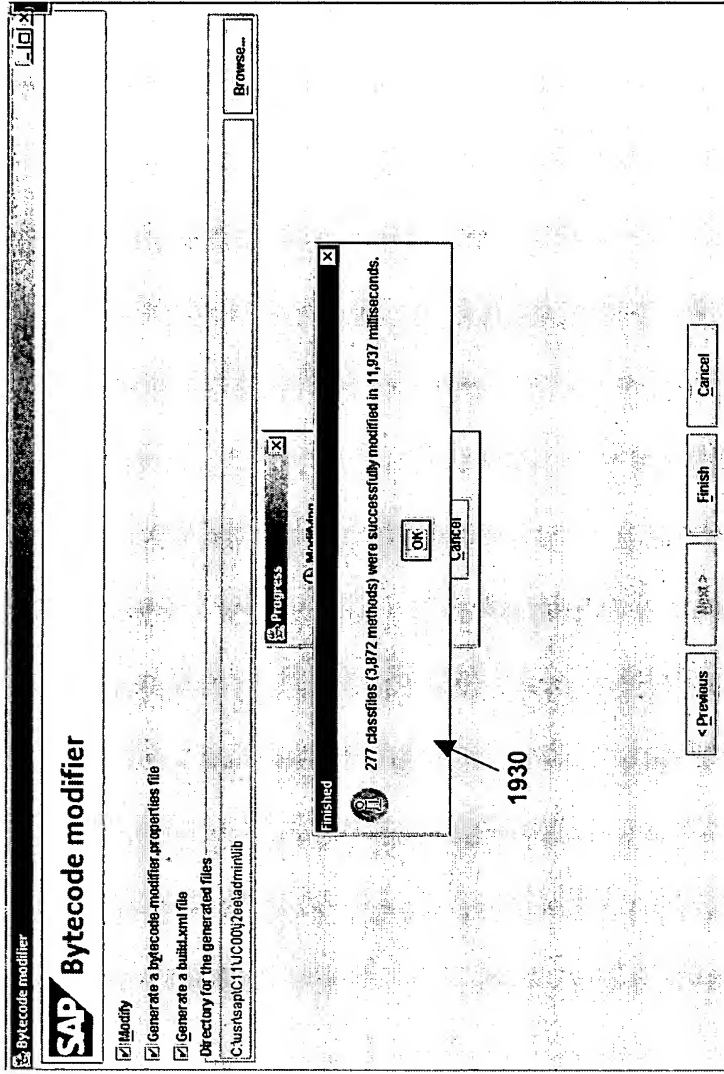 Bytecode modifier
SAP Bytecode modifier
Modify
Generate a bytecode-modifier.properties file
Generate a build.xml file
Directory for the generated files
C:\usr\sap\C11\JC00\j2ee\admin\lib
Browse...
Progress
Modifying
Cancel
Finished
277 classfiles (3,872 methods) were successfully modified in 11,937 milliseconds.
OK
1930
< Previous
Next >
Finish
Cancel